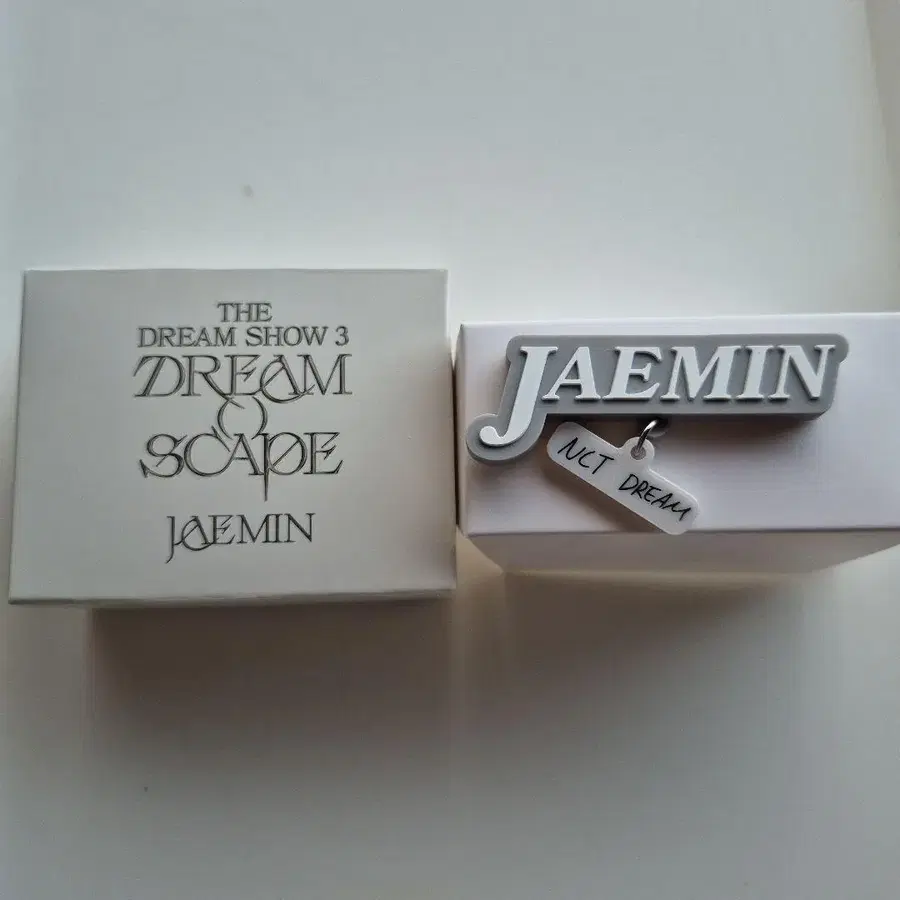 THE
DREAM SHOW 3
DREAM
( )
SCAPE
JAEMIN
JAEMIN
NCT DREAM